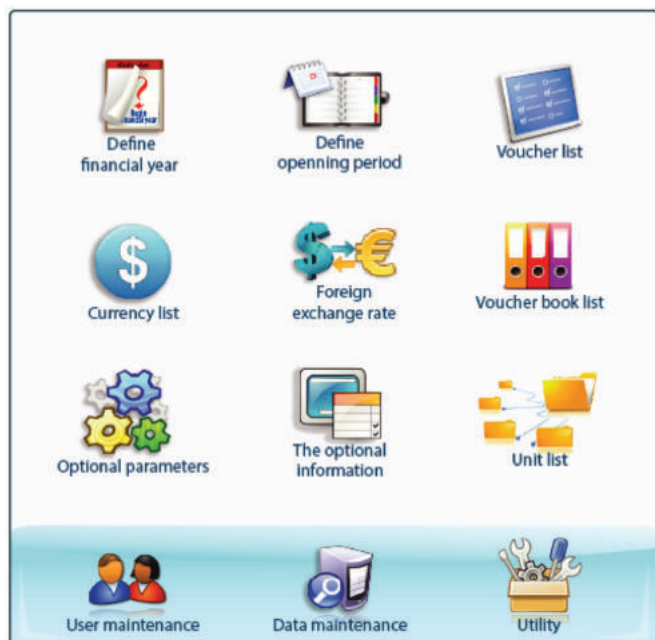 Define
financial year
Define
openning period
Voucher list
Currency list
Foreign
exchange rate
Voucher book list
Optional parameters
The optional
information
Unit list
User maintenance
Data maintenance
Utility